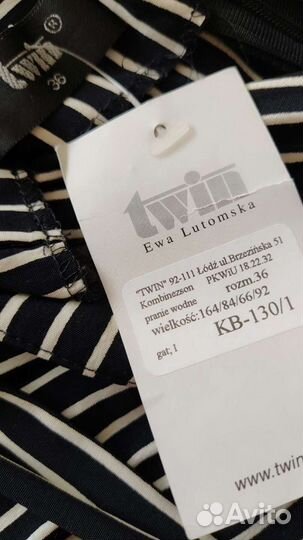 twin®
36
twin
Ewa Lutomska
"TWIN" 92-111 Łódź ul.Brzezińska 51
Kombinezson PKWiU 18.22.32
pranie wodne rozm.36
wielkość:164/84/66/92
gat; I KB-130/1
www.twin
Avito